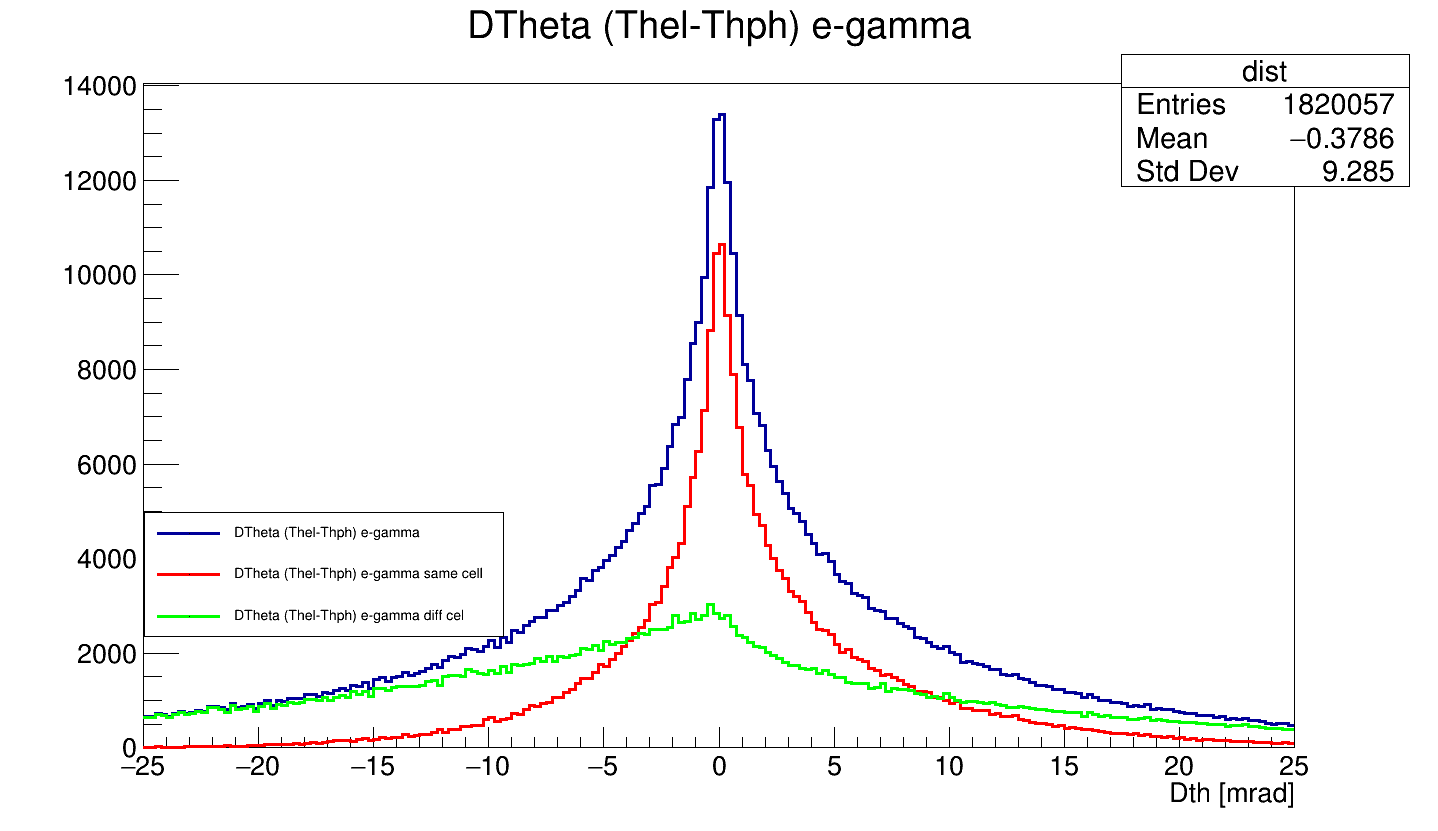 DTheta (Thel-Thph) e-gamma
dist
Entries 1820057
Mean −0.3786
Std Dev 9.285
14000
12000
10000
8000
6000
4000
2000
0
DTheta (Thel-Thph) e-gamma
DTheta (Thel-Thph) e-gamma same cell
DTheta (Thel-Thph) e-gamma diff cel
−25 −20 −15 −10 −5 0 5 10 15 20 25
Dth [mrad]